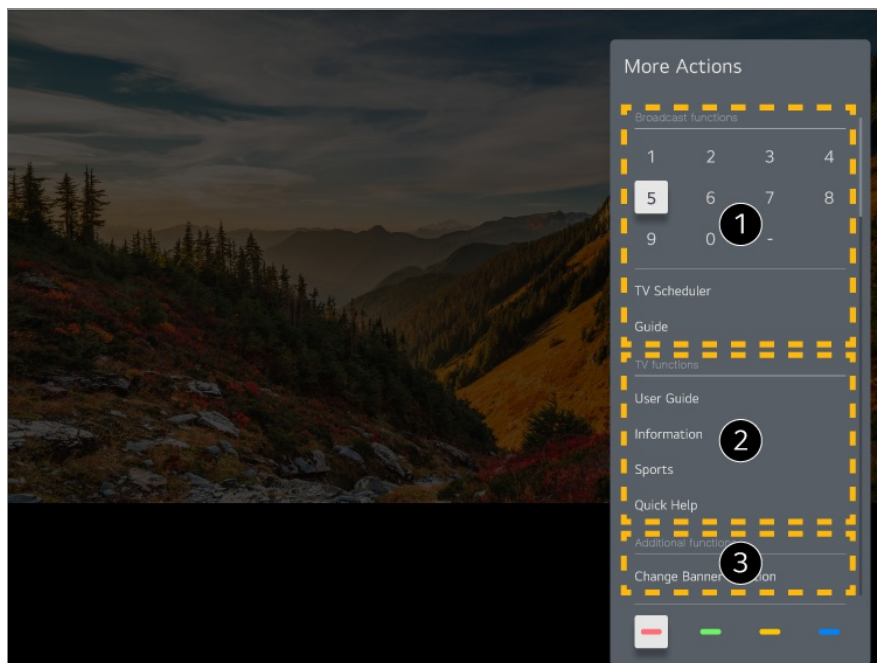 More Actions
Broadcast functions
1 2 3 4
5 6 7 8
9 0 -
1
TV Scheduler
Guide
TV functions
User Guide
Information
2
Sports
Quick Help
Additional functions
3
Change Banner